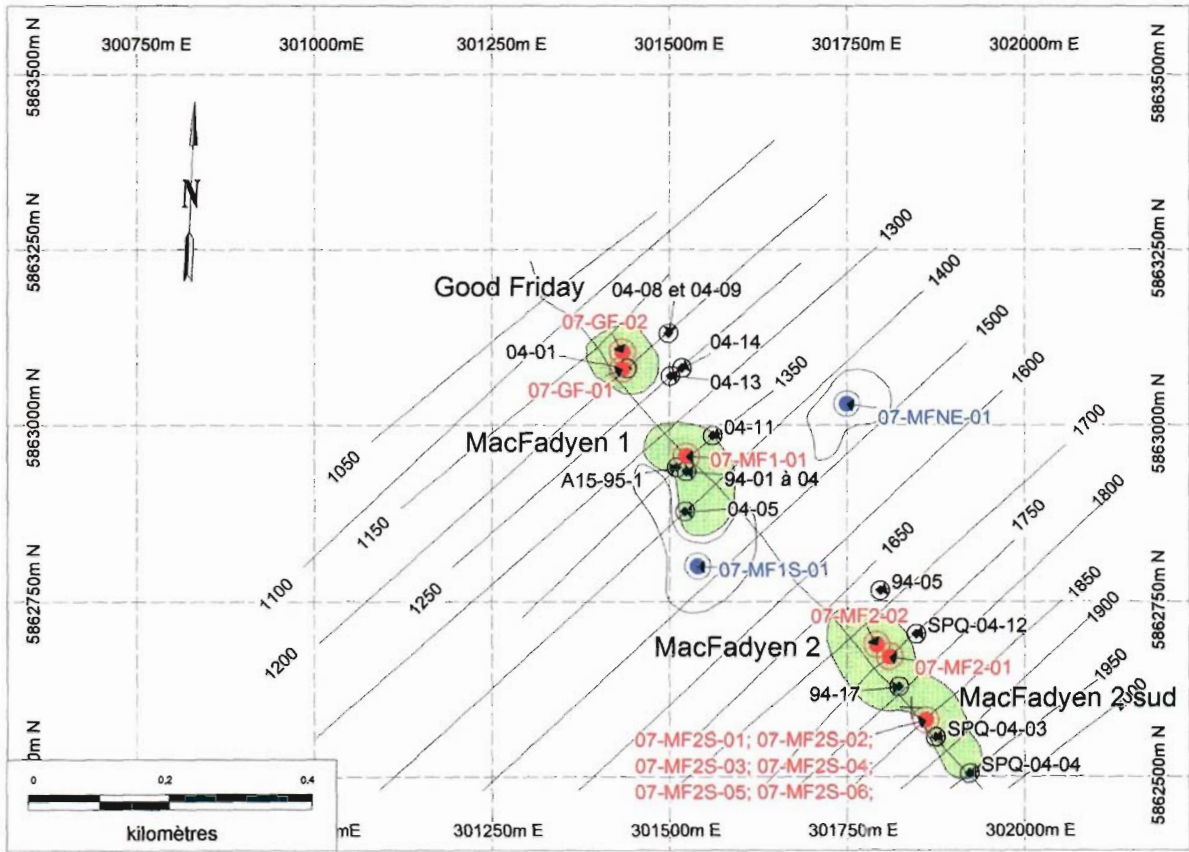 300750m E 301000m E 301250m E 301500m E 301750m E 302000m E
5863500m N
5863500m N
N
5863250m N
5863250m N
1300
1400
1500
1600
1700
1750
1800
1850
1900
1950
Good Friday
04-08 et 04-09
07-GF-02
04-14
04-01
04-13
07-GF-01
1350
1050
5863000m N
5863000m N
04-11
MacFadyen 1
07-MFNE-01
07-MF1-01
A15-95-1
94-01 à 04
04-05
1150
1100
1250
1200
07-MF1S-01
1650
5862750m N
5862750m N
94-05
07-MF2-02
SPQ-04-12
MacFadyen 2
07-MF2-01
94-17
MacFadyen 2 sud
SPQ-04-03
07-MF2S-01; 07-MF2S-02;
07-MF2S-03; 07-MF2S-04;
07-MF2S-05; 07-MF2S-06;
SPQ-04-04
0m N
5862500m N
0 0,2 0,4
kilomètres
m E 301250m E 301500m E 301750m E 302000m E